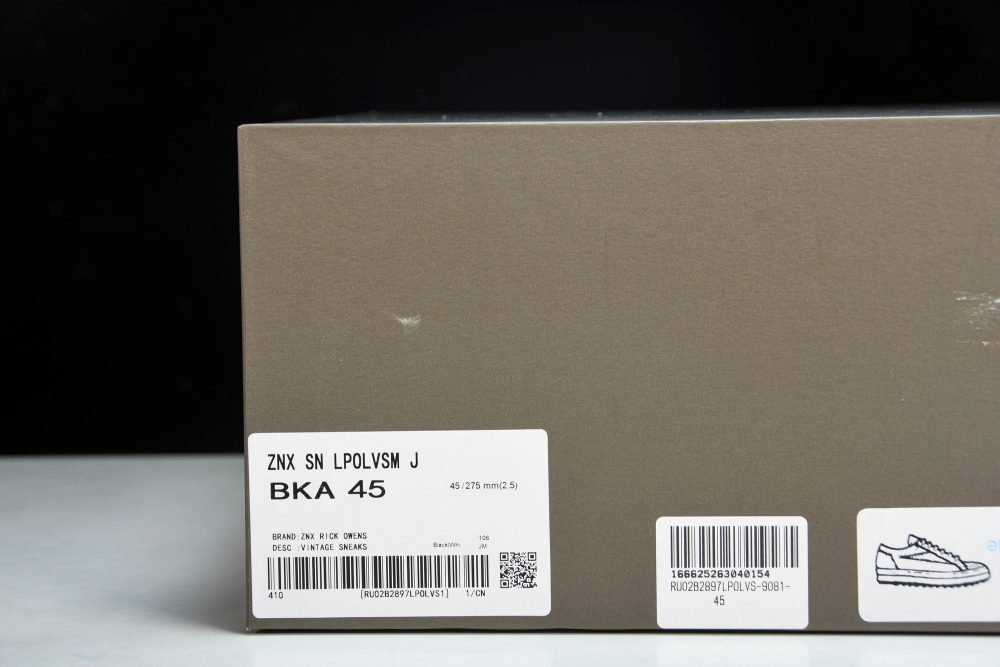 ZNX SN LPOLVSM J
BKA 45
45/275 mm(2.5)
BRAND:ZNX RICK OWENS
106
DESC :VINTAGE SNEAKS
Black/Whi
JM
410
[RU02B2897LPOLVS1]
1/CN
166625263040154
RU02B2897LPOLVS-9081-
45